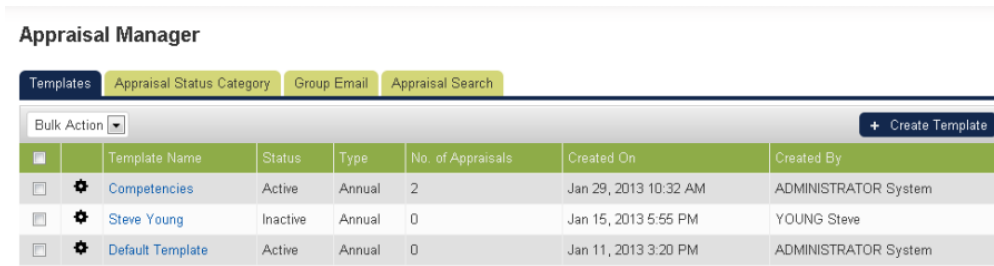 Appraisal Manager
Templates Appraisal Status Category Group Email Appraisal Search
Bulk Action + Create Template
Template Name Status Type No. of Appraisals Created On Created By
Competencies Active Annual 2 Jan 29, 2013 10:32 AM ADMINISTRATOR System
Steve Young Inactive Annual 0 Jan 15, 2013 5:55 PM YOUNG Steve
Default Template Active Annual 0 Jan 11, 2013 3:20 PM ADMINISTRATOR System